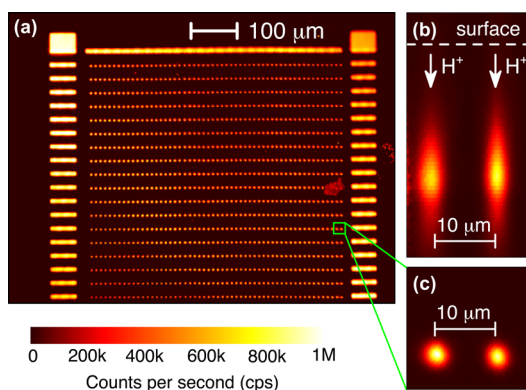 (a)
100 μm
(b)
surface
H+
H+
10 μm
(c)
10 μm
0 200k 400k 600k 800k 1M
Counts per second (cps)